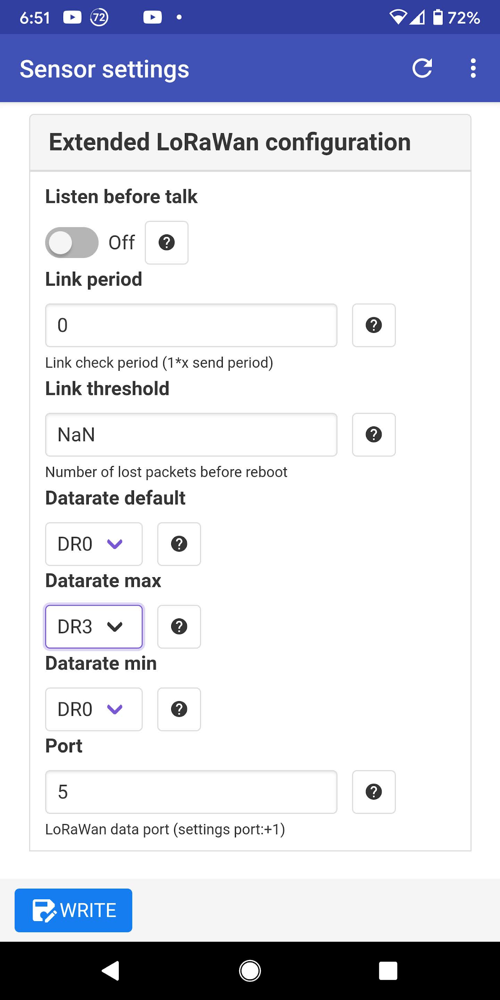 6:51 72 72%
Sensor settings
Extended LoRaWan configuration
Listen before talk
Off ?
Link period
0 ?
Link check period (1*x send period)
Link threshold
NaN ?
Number of lost packets before reboot
Datarate default
DR0 ?
Datarate max
DR3 ?
Datarate min
DR0 ?
Port
5 ?
LoRaWan data port (settings port:+1)
WRITE